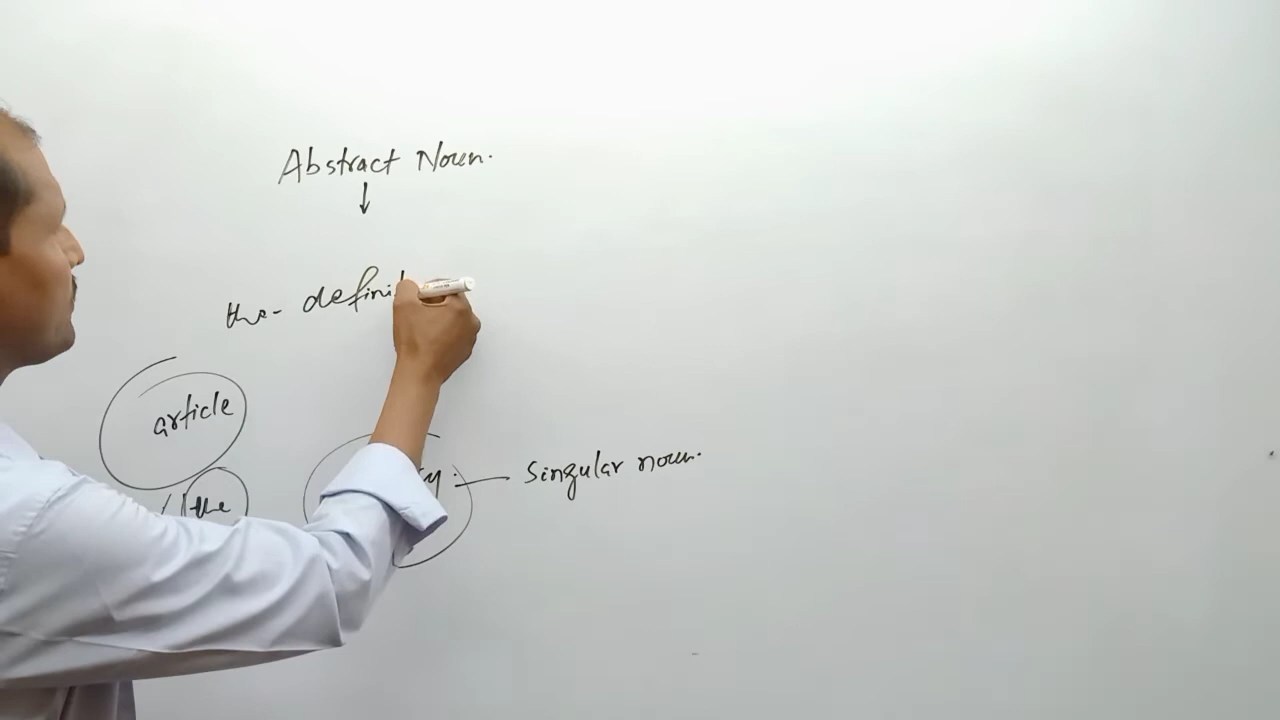 Abstract Noun.
the- defini
article
singular noun.
the